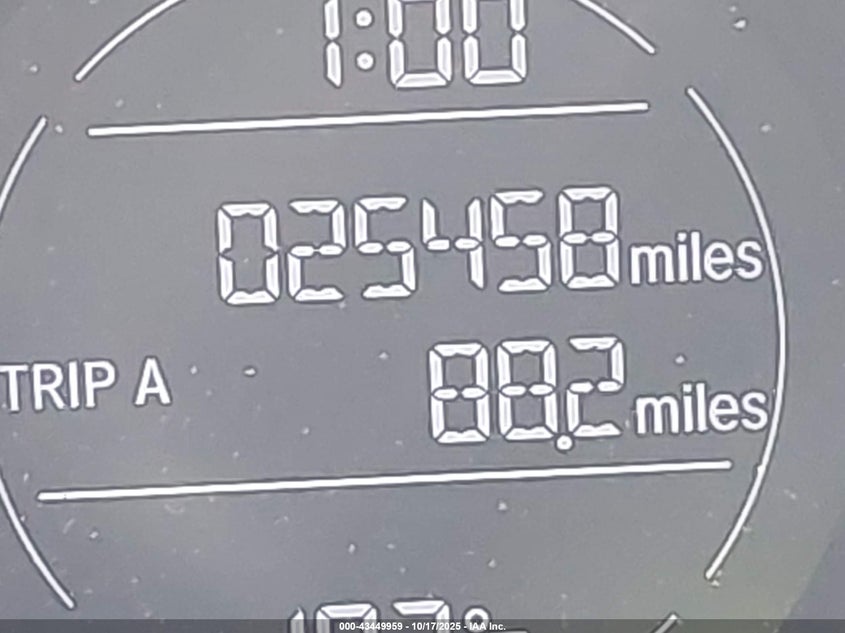 1:00
025458 miles
TRIP A 88.2 miles
000-43449959 - 10/17/2025 - IAA Inc.